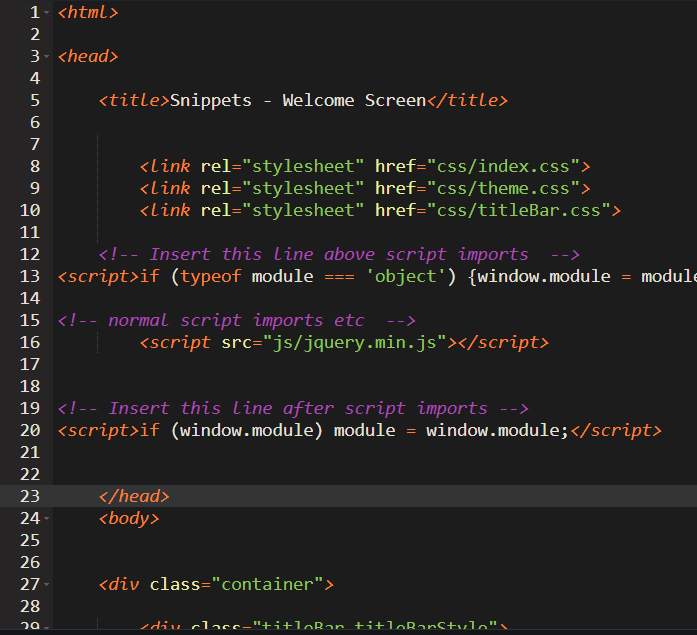 1 <html>
2
3 <head>
4
5 <title>Snippets - Welcome Screen</title>
6
7
8 <link rel="stylesheet" href="css/index.css">
9 <link rel="stylesheet" href="css/theme.css">
10 <link rel="stylesheet" href="css/titleBar.css">
11
12 <!-- Insert this line above script imports  -->
13 <script>if (typeof module === 'object') {window.module = module
14
15 <!-- normal script imports etc  -->
16 <script src="js/jquery.min.js"></script>
17
18
19 <!-- Insert this line after script imports -->
20 <script>if (window.module) module = window.module;</script>
21
22
23 </head>
24 <body>
25
26
27 <div class="container">
28
29 <div class="titleBar titleBarStyle">